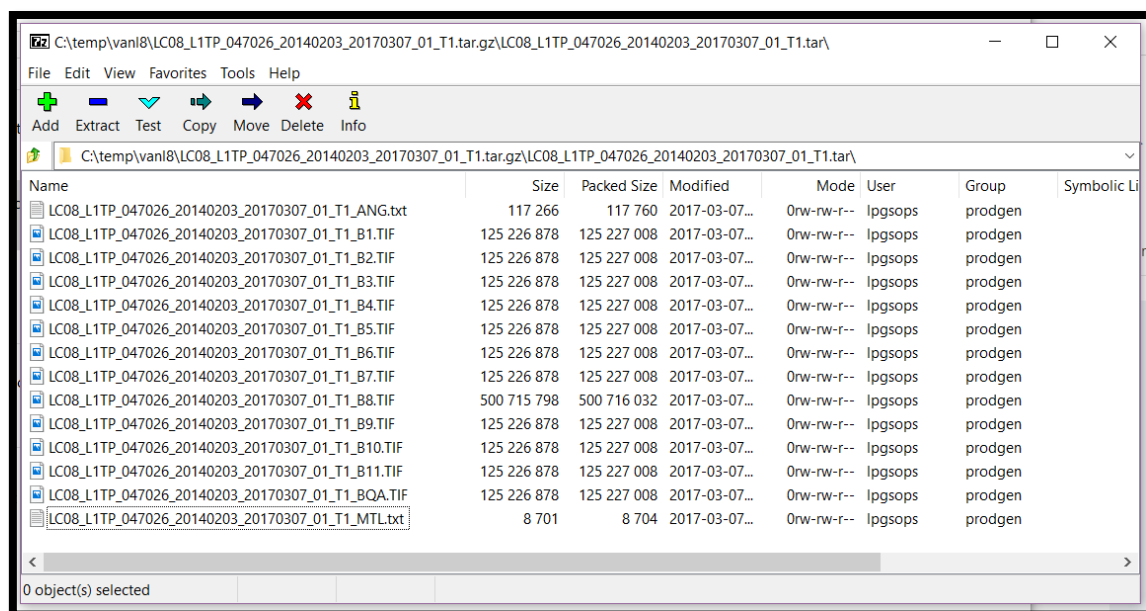 C:\temp\vanl8\LC08_L1TP_047026_20140203_20170307_01_T1.tar.gz\LC08_L1TP_047026_20140203_20170307_01_T1.tar\
File Edit View Favorites Tools Help
Add Extract Test Copy Move Delete Info
C:\temp\vanl8\LC08_L1TP_047026_20140203_20170307_01_T1.tar.gz\LC08_L1TP_047026_20140203_20170307_01_T1.tar\
Name Size Packed Size Modified Mode User Group Symbolic Li
LC08_L1TP_047026_20140203_20170307_01_T1_ANG.txt 117 266 117 760 2017-03-07... 0rw-rw-r-- lpgsops prodgen
LC08_L1TP_047026_20140203_20170307_01_T1_B1.TIF 125 226 878 125 227 008 2017-03-07... 0rw-rw-r-- lpgsops prodgen
LC08_L1TP_047026_20140203_20170307_01_T1_B2.TIF 125 226 878 125 227 008 2017-03-07... 0rw-rw-r-- lpgsops prodgen
LC08_L1TP_047026_20140203_20170307_01_T1_B3.TIF 125 226 878 125 227 008 2017-03-07... 0rw-rw-r-- lpgsops prodgen
LC08_L1TP_047026_20140203_20170307_01_T1_B4.TIF 125 226 878 125 227 008 2017-03-07... 0rw-rw-r-- lpgsops prodgen
LC08_L1TP_047026_20140203_20170307_01_T1_B5.TIF 125 226 878 125 227 008 2017-03-07... 0rw-rw-r-- lpgsops prodgen
LC08_L1TP_047026_20140203_20170307_01_T1_B6.TIF 125 226 878 125 227 008 2017-03-07... 0rw-rw-r-- lpgsops prodgen
LC08_L1TP_047026_20140203_20170307_01_T1_B7.TIF 125 226 878 125 227 008 2017-03-07... 0rw-rw-r-- lpgsops prodgen
LC08_L1TP_047026_20140203_20170307_01_T1_B8.TIF 500 715 798 500 716 032 2017-03-07... 0rw-rw-r-- lpgsops prodgen
LC08_L1TP_047026_20140203_20170307_01_T1_B9.TIF 125 226 878 125 227 008 2017-03-07... 0rw-rw-r-- lpgsops prodgen
LC08_L1TP_047026_20140203_20170307_01_T1_B10.TIF 125 226 878 125 227 008 2017-03-07... 0rw-rw-r-- lpgsops prodgen
LC08_L1TP_047026_20140203_20170307_01_T1_B11.TIF 125 226 878 125 227 008 2017-03-07... 0rw-rw-r-- lpgsops prodgen
LC08_L1TP_047026_20140203_20170307_01_T1_BQA.TIF 125 226 878 125 227 008 2017-03-07... 0rw-rw-r-- lpgsops prodgen
LC08_L1TP_047026_20140203_20170307_01_T1_MTL.txt 8 701 8 704 2017-03-07... 0rw-rw-r-- lpgsops prodgen
0 object(s) selected